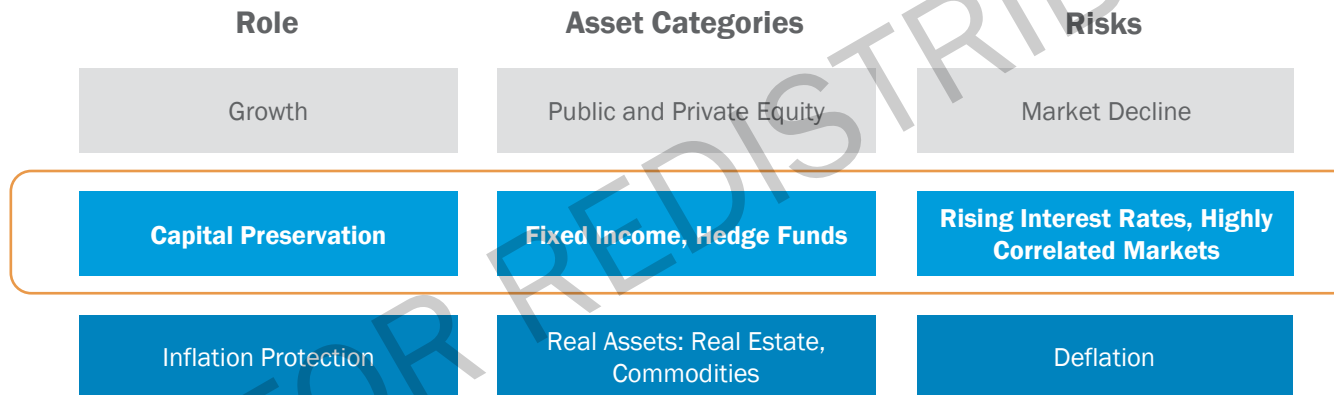 Role
Asset Categories
Risks
Growth
Public and Private Equity
Market Decline
Capital Preservation
Fixed Income, Hedge Funds
Rising Interest Rates, Highly
Correlated Markets
Inflation Protection
Real Assets: Real Estate,
Commodities
Deflation
FOR